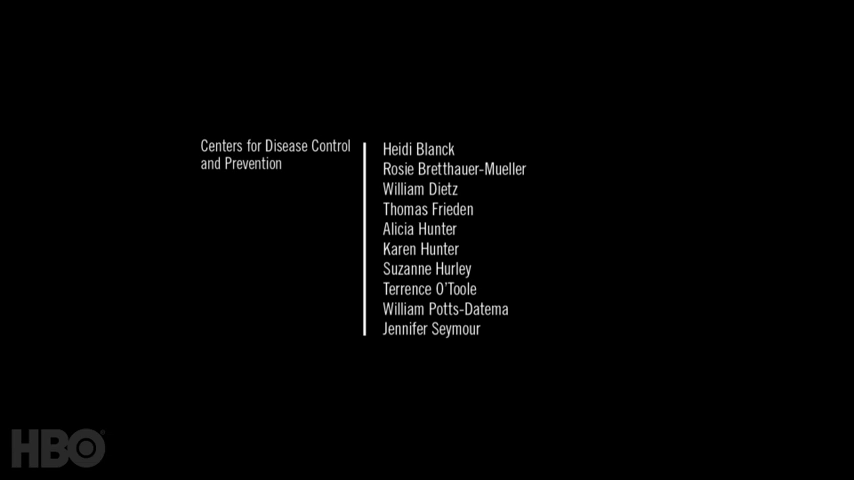 Centers for Disease Control
and Prevention
Heidi Blanck
Rosie Bretthauer-Mueller
William Dietz
Thomas Frieden
Alicia Hunter
Karen Hunter
Suzanne Hurley
Terrence O'Toole
William Potts-Datema
Jennifer Seymour
HBO